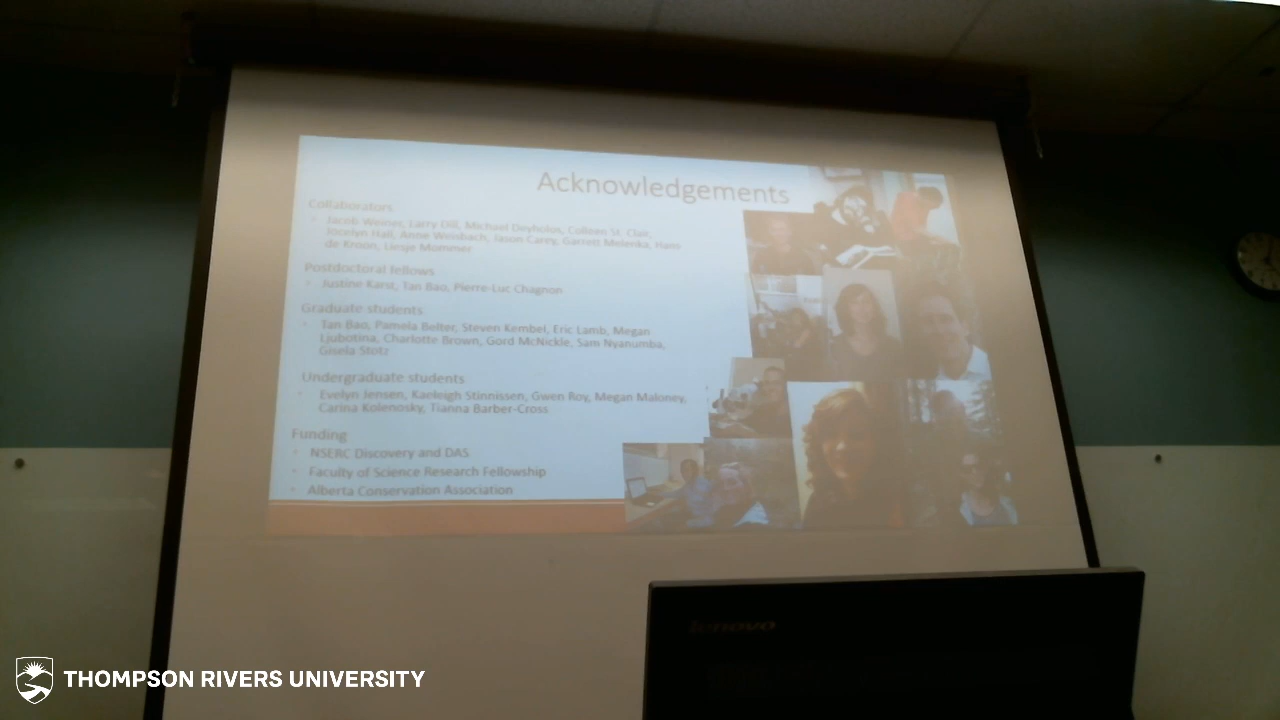 Acknowledgements
Collaborators
Jacob Weiner, Larry Dill, Michael Deyholos, Colleen St. Clair,
Jocelyn Hall, Anne Weisbach, Jason Carey, Garrett Melenka, Hans
de Kroon, Liesje Mommer
Postdoctoral fellows
Justine Karst, Tan Bao, Pierre-Luc Chagnon
Graduate students
Tan Bao, Pamela Belter, Steven Kembel, Eric Lamb, Megan
Ljubotina, Charlotte Brown, Gord McNickle, Sam Nyanumba,
Gisela Stotz
Undergraduate students
Evelyn Jensen, Kaeleigh Stinnissen, Gwen Roy, Megan Maloney,
Carina Kolenosky, Tianna Barber-Cross
Funding
NSERC Discovery and DAS
Faculty of Science Research Fellowship
Alberta Conservation Association
lenovo
THOMPSON RIVERS UNIVERSITY